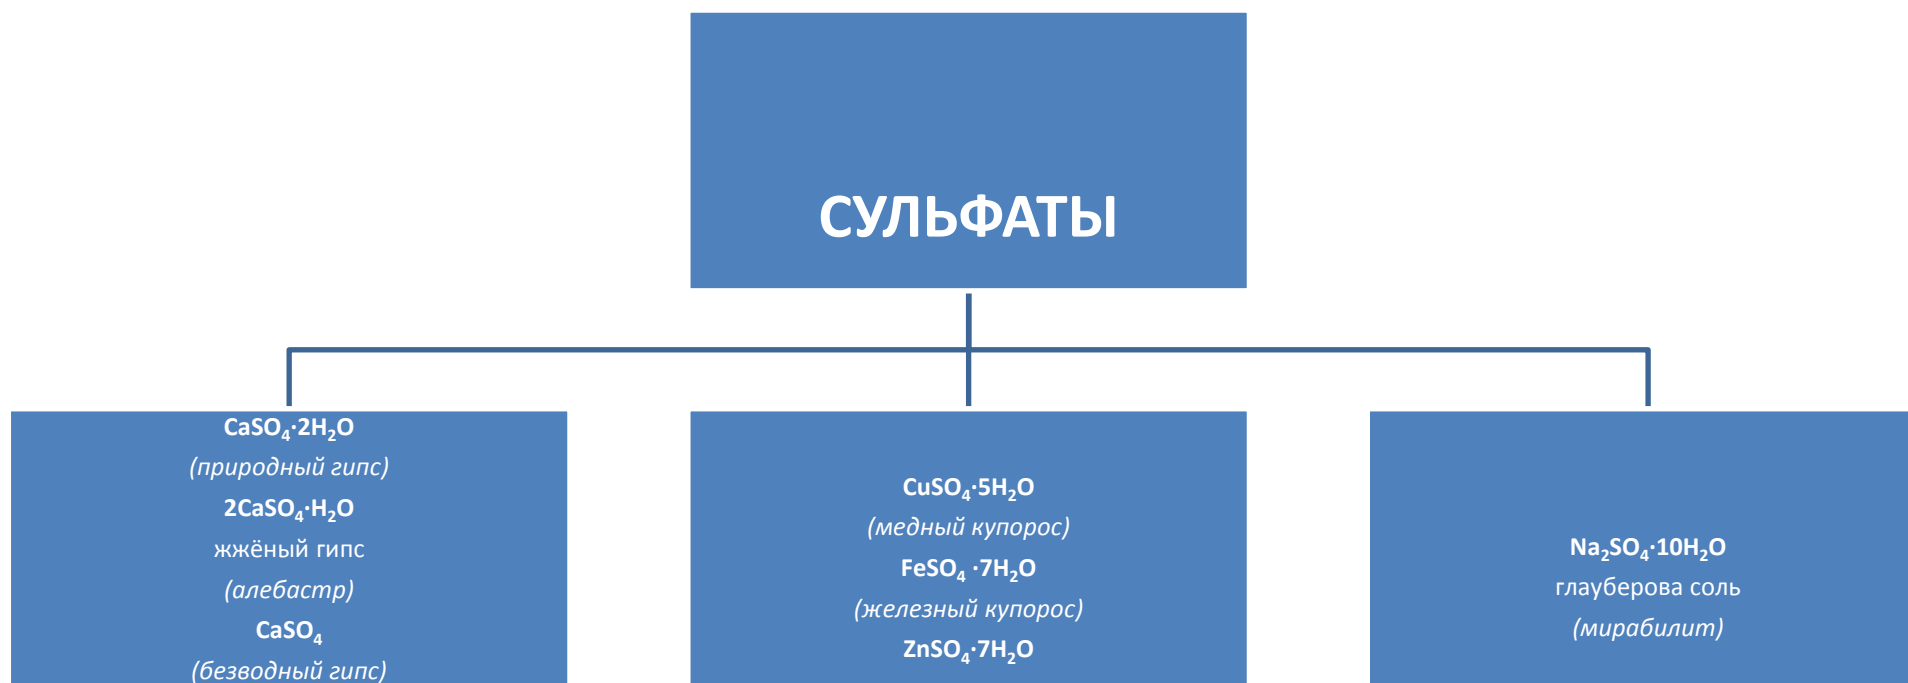 СУЛЬФАТЫ
CaSO₄·2H₂O
(природный гипс)
2CaSO₄·H₂O
жжёный гипс
(алебастр)
CaSO₄
(безводный гипс)
CuSO₄·5H₂O
(медный купорос)
FeSO₄ ·7H₂O
(железный купорос)
ZnSO₄·7H₂O
Na₂SO₄·10H₂O
глауберова соль
(мирабилит)